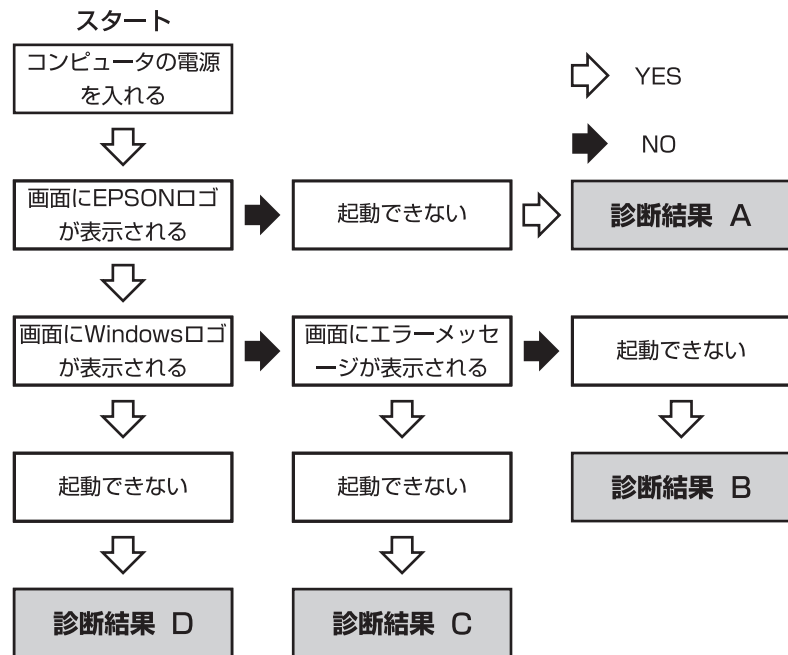 スタート
コンピュータの電源
を入れる
YES
NO
画面にEPSONロゴ
が表示される
起動できない
診断結果 A
画面にWindowsロゴ
が表示される
画面にエラーメッセ
ージが表示される
起動できない
起動できない
起動できない
診断結果 B
診断結果 D
診断結果 C